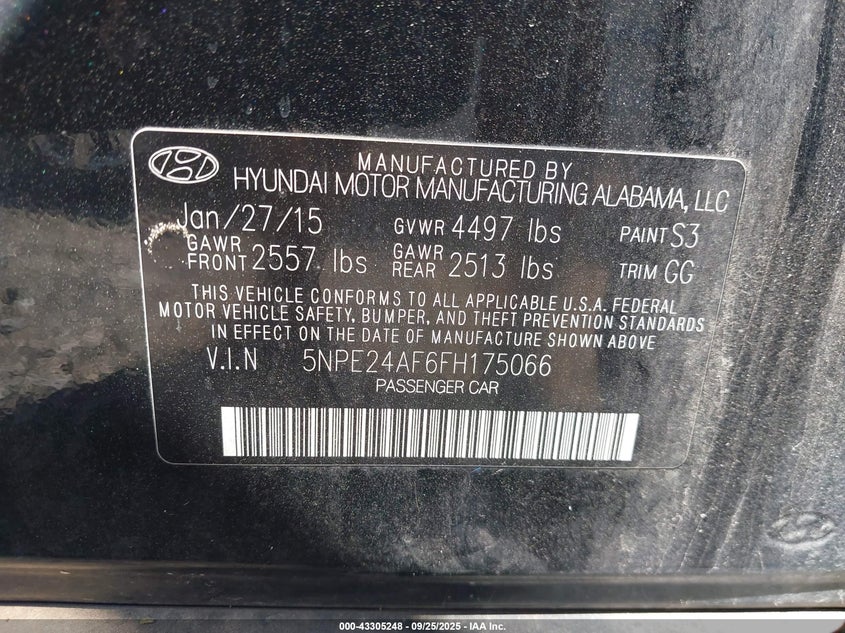 MANUFACTURED BY
HYUNDAI MOTOR MANUFACTURING ALABAMA, LLC
Jan/27/15 GVWR 4497 lbs PAINT S3
GAWR FRONT 2557 lbs GAWR REAR 2513 lbs TRIM GG
THIS VEHICLE CONFORMS TO ALL APPLICABLE U.S.A. FEDERAL
MOTOR VEHICLE SAFETY, BUMPER, AND THEFT PREVENTION STANDARDS
IN EFFECT ON THE DATE OF MANUFACTURE SHOWN ABOVE.
V.I.N 5NPE24AF6FH175066
PASSENGER CAR
000-43305248 - 09/25/2025 - IAA Inc.